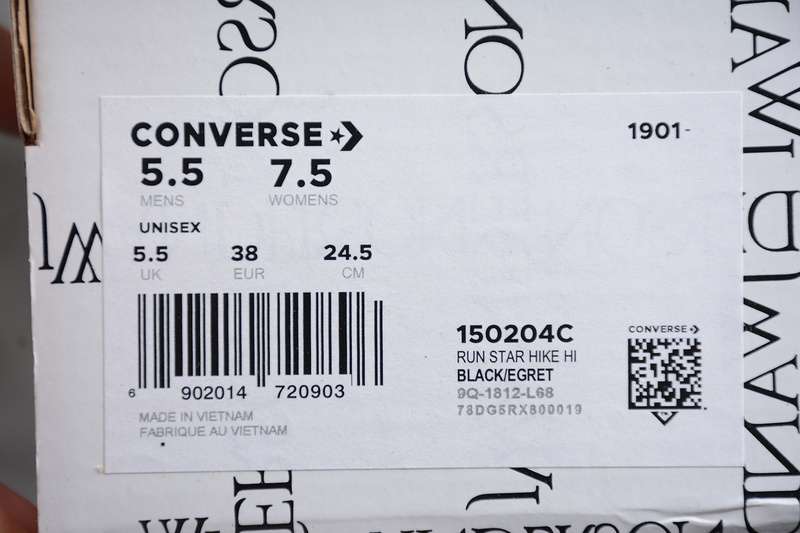 CONVERSE
1901-
5.5 7.5
MENS WOMENS
UNISEX
5.5 38 24.5
UK EUR CM
6 902014 720903
MADE IN VIETNAM
FABRIQUE AU VIETNAM
150204C
RUN STAR HIKE HI
BLACK/EGRET
9Q-1812-L68
78DG5RX800019
CONVERSE